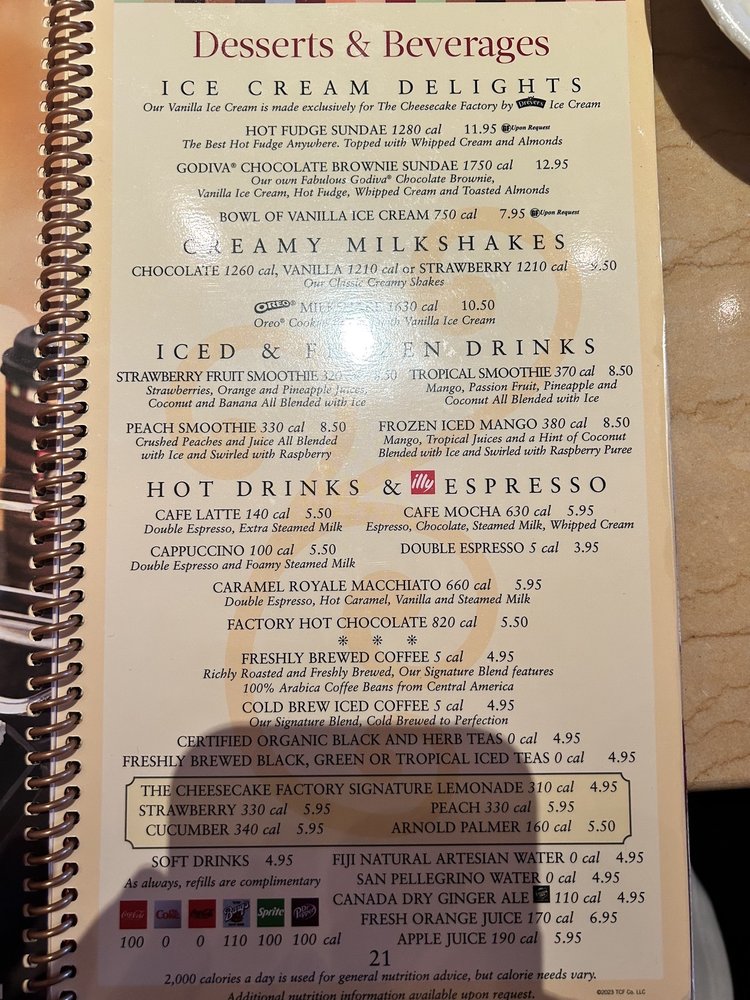 Desserts & Beverages
ICE CREAM DELIGHTS
Our Vanilla Ice Cream is made exclusively for The Cheesecake Factory by Dreyer's Ice Cream
HOT FUDGE SUNDAE 1280 cal 11.95 GF Upon Request
The Best Hot Fudge Anywhere. Topped with Whipped Cream and Almonds
GODIVA® CHOCOLATE BROWNIE SUNDAE 1750 cal 12.95
Our own Fabulous Godiva® Chocolate Brownie,
Vanilla Ice Cream, Hot Fudge, Whipped Cream and Toasted Almonds
BOWL OF VANILLA ICE CREAM 750 cal 7.95 GF Upon Request
CREAMY MILKSHAKES
CHOCOLATE 1260 cal, VANILLA 1210 cal or STRAWBERRY 1210 cal 9.50
Our Classic Creamy Shakes
OREO® MILKSHAKE 1630 cal 10.50
Oreo® Cookies with Vanilla Ice Cream
ICED & FROZEN DRINKS
STRAWBERRY FRUIT SMOOTHIE 320 8.50 TROPICAL SMOOTHIE 370 cal 8.50
Strawberries, Orange and Pineapple Juices, Mango, Passion Fruit, Pineapple and
Coconut and Banana All Blended with Ice Coconut All Blended with Ice
PEACH SMOOTHIE 330 cal 8.50 FROZEN ICED MANGO 380 cal 8.50
Crushed Peaches and Juice All Blended Mango, Tropical Juices and a Hint of Coconut
with Ice and Swirled with Raspberry Blended with Ice and Swirled with Raspberry Puree
HOT DRINKS & illy ESPRESSO
CAFE LATTE 140 cal 5.50 CAFE MOCHA 630 cal 5.95
Double Espresso, Extra Steamed Milk Espresso, Chocolate, Steamed Milk, Whipped Cream
CAPPUCCINO 100 cal 5.50 DOUBLE ESPRESSO 5 cal 3.95
Double Espresso and Foamy Steamed Milk
CARAMEL ROYALE MACCHIATO 660 cal 5.95
Double Espresso, Hot Caramel, Vanilla and Steamed Milk
FACTORY HOT CHOCOLATE 820 cal 5.50
FRESHLY BREWED COFFEE 5 cal 4.95
Richly Roasted and Freshly Brewed, Our Signature Blend features
100% Arabica Coffee Beans from Central America
COLD BREW ICED COFFEE 5 cal 4.95
Our Signature Blend, Cold Brewed to Perfection
CERTIFIED ORGANIC BLACK AND HERB TEAS 0 cal 4.95
FRESHLY BREWED BLACK, GREEN OR TROPICAL ICED TEAS 0 cal 4.95
THE CHEESECAKE FACTORY SIGNATURE LEMONADE 310 cal 4.95
STRAWBERRY 330 cal 5.95 PEACH 330 cal 5.95
CUCUMBER 340 cal 5.95 ARNOLD PALMER 160 cal 5.50
SOFT DRINKS 4.95 FIJI NATURAL ARTESIAN WATER 0 cal 4.95
As always, refills are complimentary SAN PELLEGRINO WATER 0 cal 4.95
CANADA DRY GINGER ALE 110 cal 4.95
Coca-Cola Coke Coca-Cola Barq's Sprite Dr Pepper FRESH ORANGE JUICE 170 cal 6.95
100 0 0 110 100 100 cal APPLE JUICE 190 cal 5.95
21
2,000 calories a day is used for general nutrition advice, but calorie needs vary.
Additional nutrition information available upon request.
©2023 TCF Co. LLC